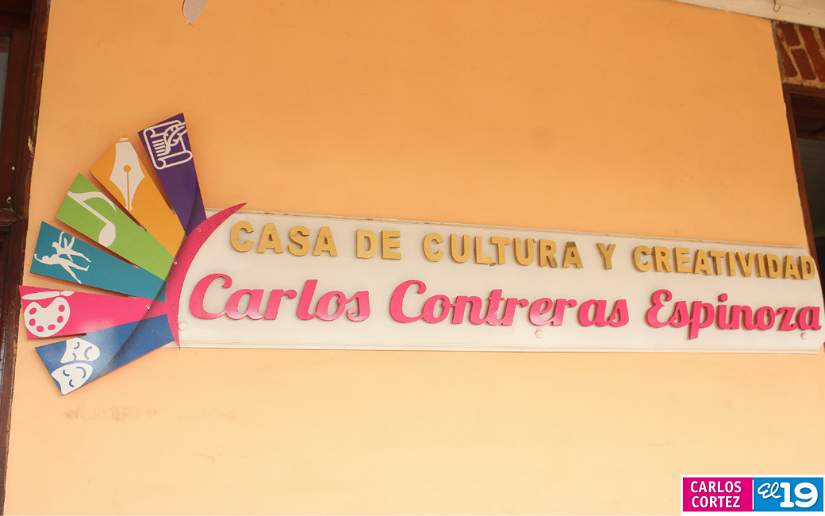 CASA DE CULTURA Y CREATIVIDAD
Carlos Contreras Espinoza
CARLOS
CORTEZ
El 19